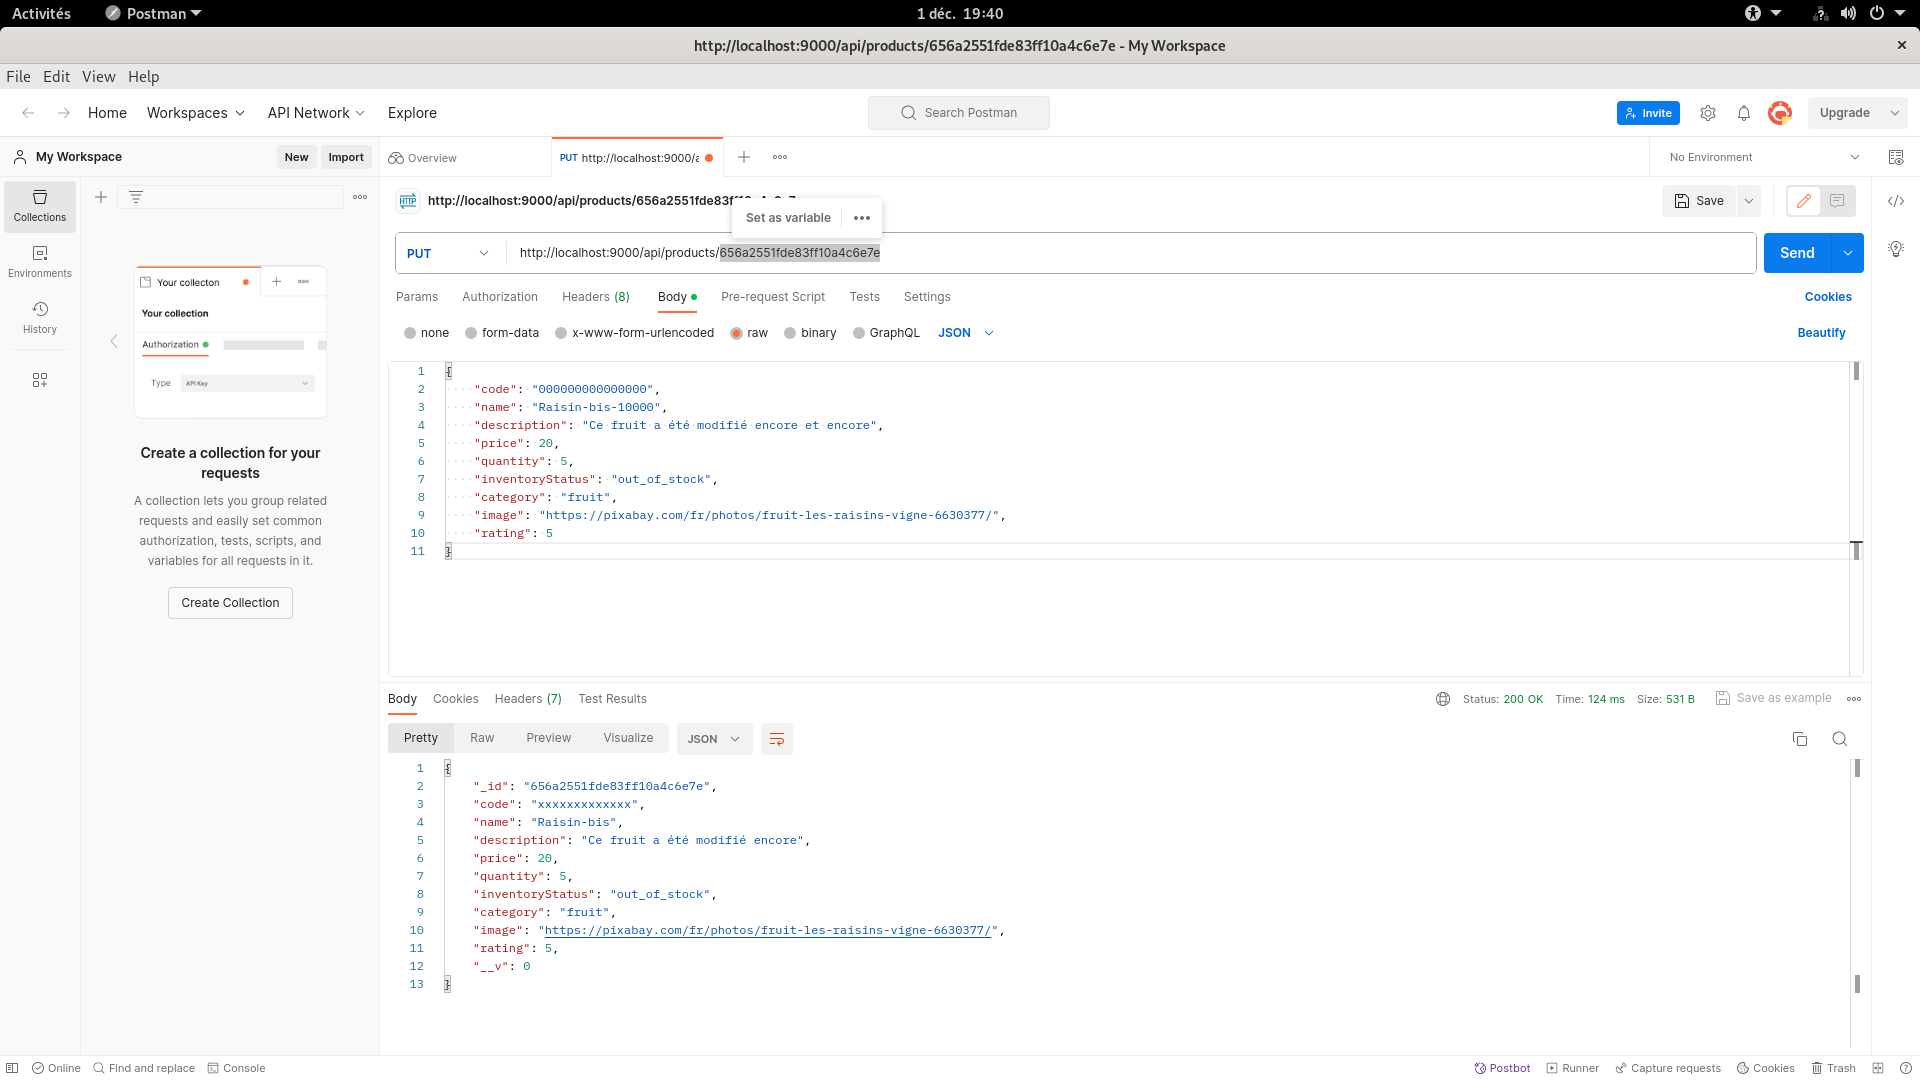 Activités
Postman
1 déc. 19:40
http://localhost:9000/api/products/656a2551fde83ff10a4c6e7e - My Workspace
File Edit View Help
Home Workspaces API Network Explore
Search Postman
Invite
Upgrade
My Workspace
New Import
Overview
PUT http://localhost:9000/a
No Environment
Collections
Environments
History
Your collecton
Your collection
Authorization
Type API Key
Create a collection for your
requests
A collection lets you group related
requests and easily set common
authorization, tests, scripts, and
variables for all requests in it.
Create Collection
HTTP http://localhost:9000/api/products/656a2551fde83
Save
Set as variable
PUT http://localhost:9000/api/products/656a2551fde83ff10a4c6e7e
Send
Params Authorization Headers (8) Body Pre-request Script Tests Settings
Cookies
none form-data x-www-form-urlencoded raw binary GraphQL JSON
Beautify
1 {
2 "code": "000000000000000",
3 "name": "Raisin-bis-10000",
4 "description": "Ce fruit a été modifié encore et encore",
5 "price": 20,
6 "quantity": 5,
7 "inventoryStatus": "out_of_stock",
8 "category": "fruit",
9 "image": "https://pixabay.com/fr/photos/fruit-les-raisins-vigne-6630377/",
10 "rating": 5
11 }
Body Cookies Headers (7) Test Results
Status: 200 OK Time: 124 ms Size: 531 B
Save as example
Pretty Raw Preview Visualize JSON
1 {
2 "_id": "656a2551fde83ff10a4c6e7e",
3 "code": "xxxxxxxxxxxxx",
4 "name": "Raisin-bis",
5 "description": "Ce fruit a été modifié encore",
6 "price": 20,
7 "quantity": 5,
8 "inventoryStatus": "out_of_stock",
9 "category": "fruit",
10 "image": "https://pixabay.com/fr/photos/fruit-les-raisins-vigne-6630377/",
11 "rating": 5,
12 "__v": 0
13 }
Online Find and replace Console
Postbot Runner Capture requests Cookies Trash